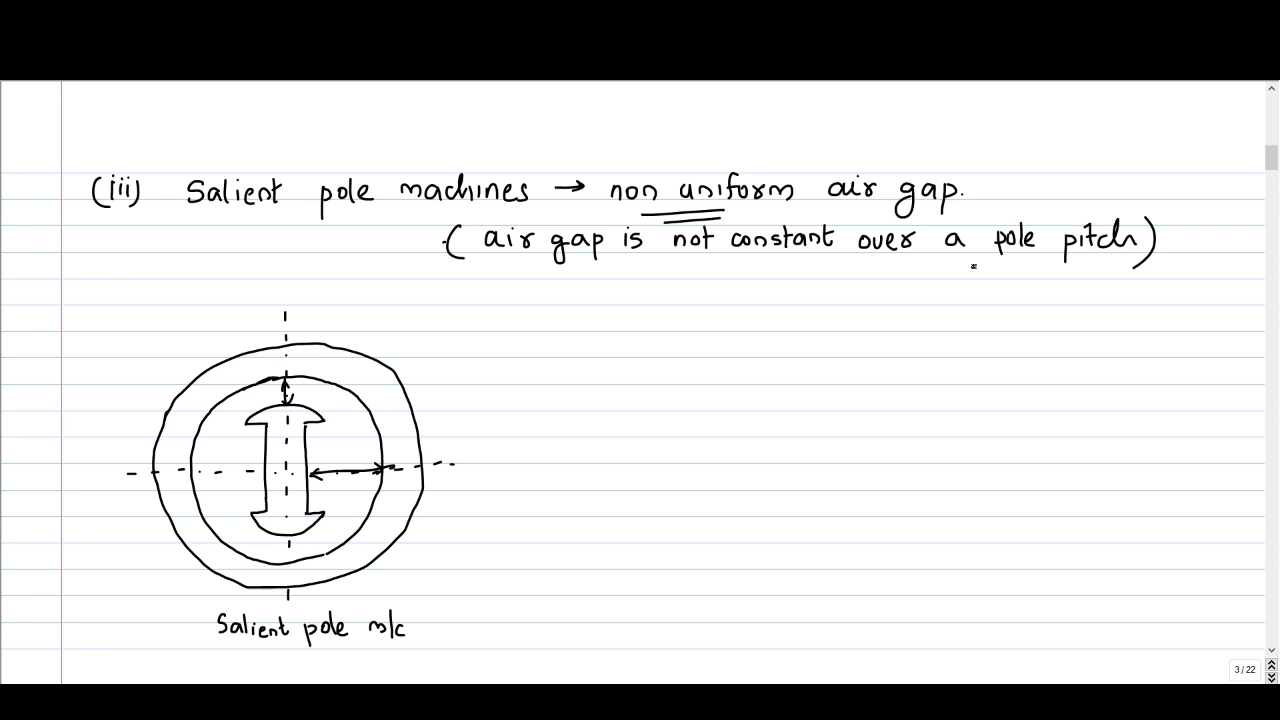 (iii) Salient pole machines → non uniform air gap.
( air gap is not constant over a pole pitch)
Salient pole m/c
3 / 22